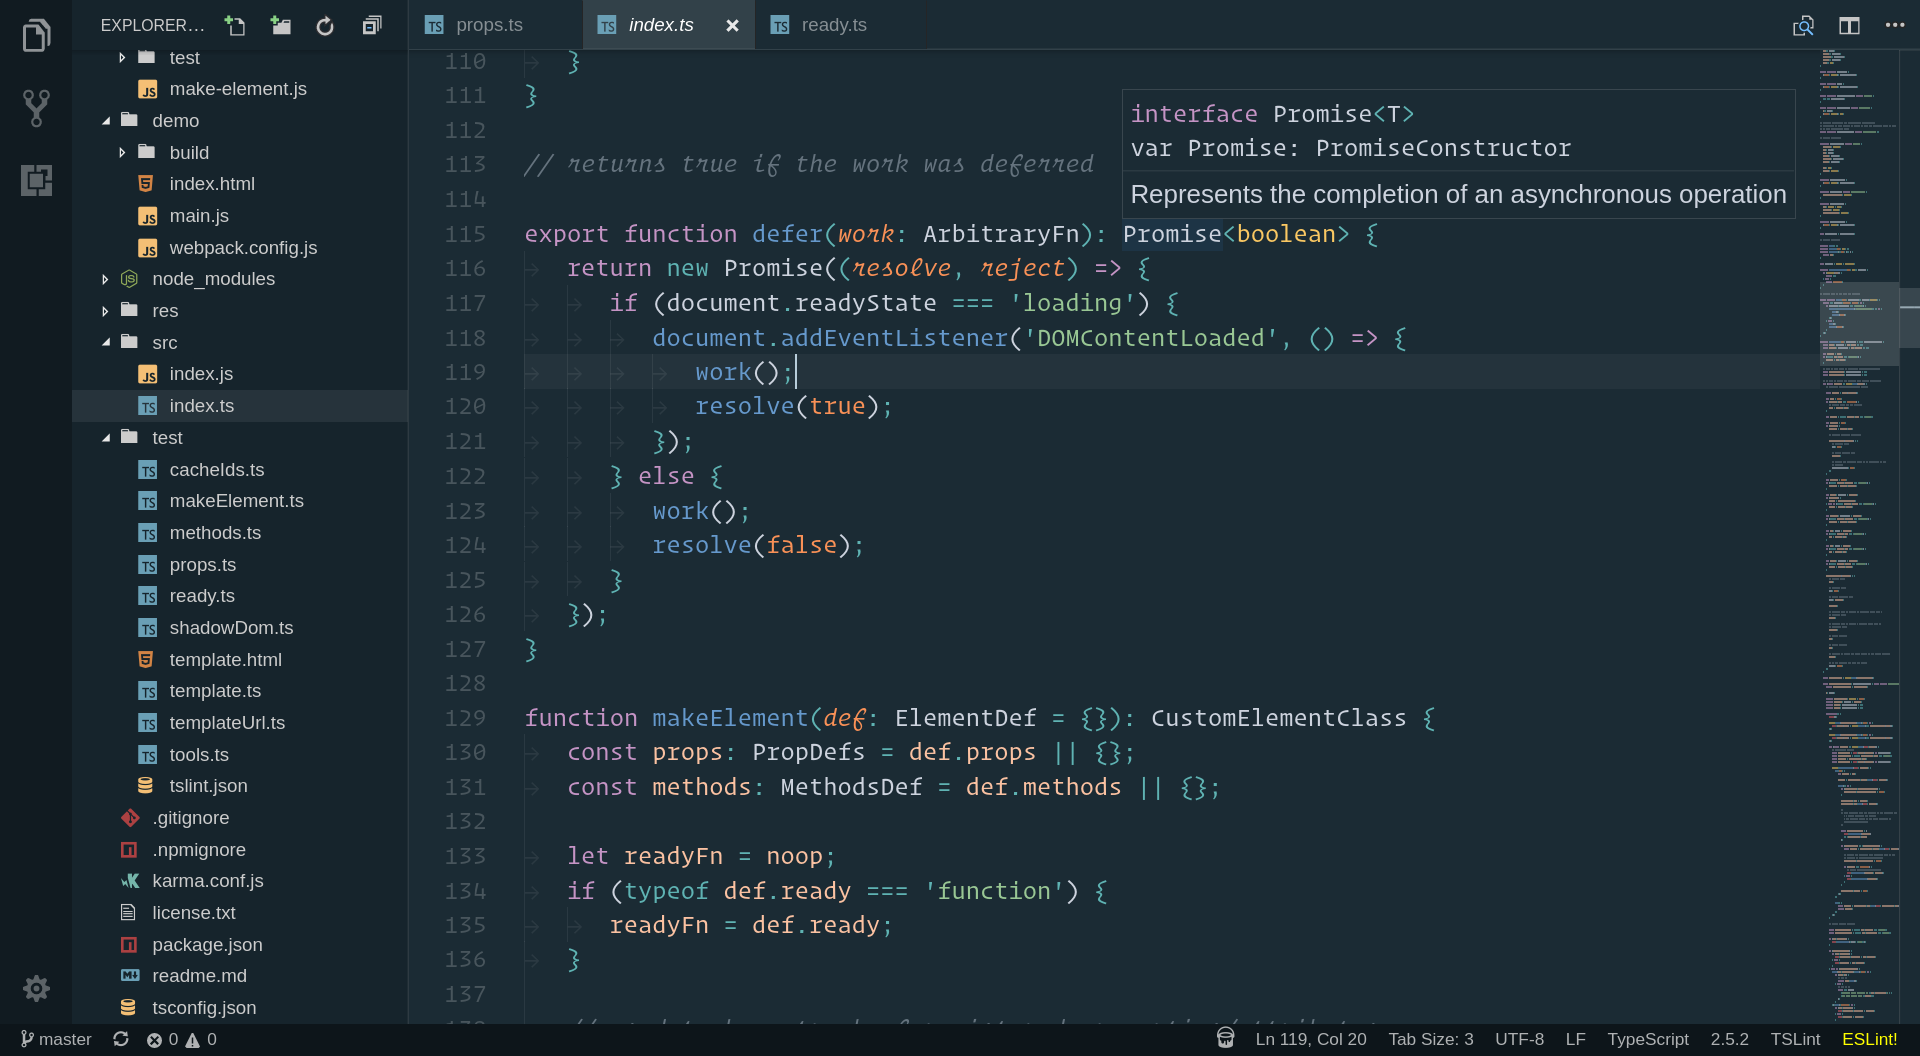 EXPLORER...
test
make-element.js
demo
build
index.html
main.js
webpack.config.js
node_modules
res
src
index.js
index.ts
test
cacheIds.ts
makeElement.ts
methods.ts
props.ts
ready.ts
shadowDom.ts
template.html
template.ts
templateUrl.ts
tools.ts
tslint.json
.gitignore
.npmignore
karma.conf.js
license.txt
package.json
readme.md
tsconfig.json
props.ts
index.ts
ready.ts
110 }
111 }
112
113 // returns true if the work was deferred
114
115 export function defer(work: ArbitraryFn): Promise<boolean> {
116 return new Promise((resolve, reject) => {
117 if (document.readyState === 'loading') {
118 document.addEventListener('DOMContentLoaded', () => {
119 work();
120 resolve(true);
121 });
122 } else {
123 work();
124 resolve(false);
125 }
126 });
127 }
128
129 function makeElement(def: ElementDef = {}): CustomElementClass {
130 const props: PropDefs = def.props || {};
131 const methods: MethodsDef = def.methods || {};
132
133 let readyFn = noop;
134 if (typeof def.ready === 'function') {
135 readyFn = def.ready;
136 }
137
interface Promise<T>
var Promise: PromiseConstructor
Represents the completion of an asynchronous operation
master 0 0
Ln 119, Col 20 Tab Size: 3 UTF-8 LF TypeScript 2.5.2 TSLint ESLint!